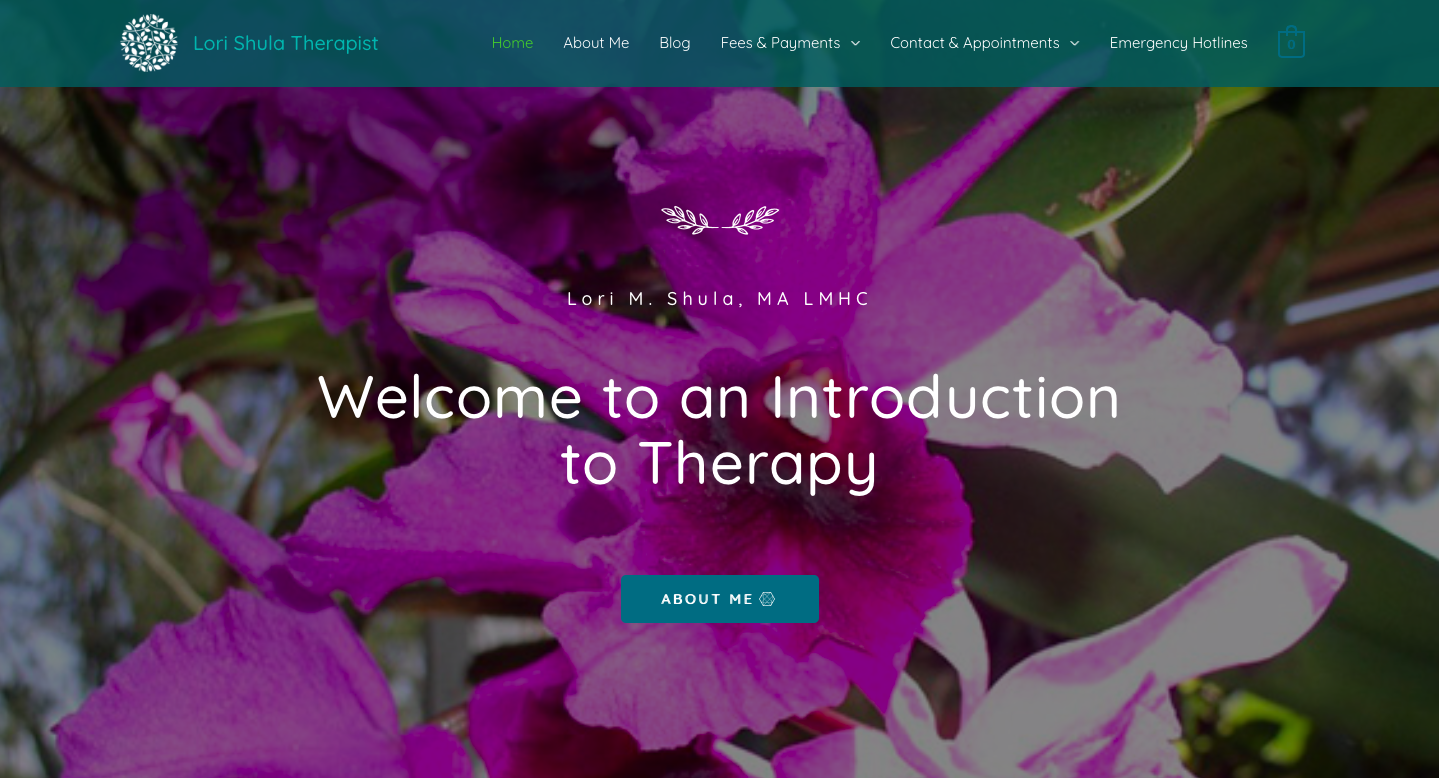 Lori Shula Therapist
Home
About Me
Blog
Fees & Payments
Contact & Appointments
Emergency Hotlines
0
Lori M. Shula, MA LMHC
Welcome to an Introduction
to Therapy
ABOUT ME